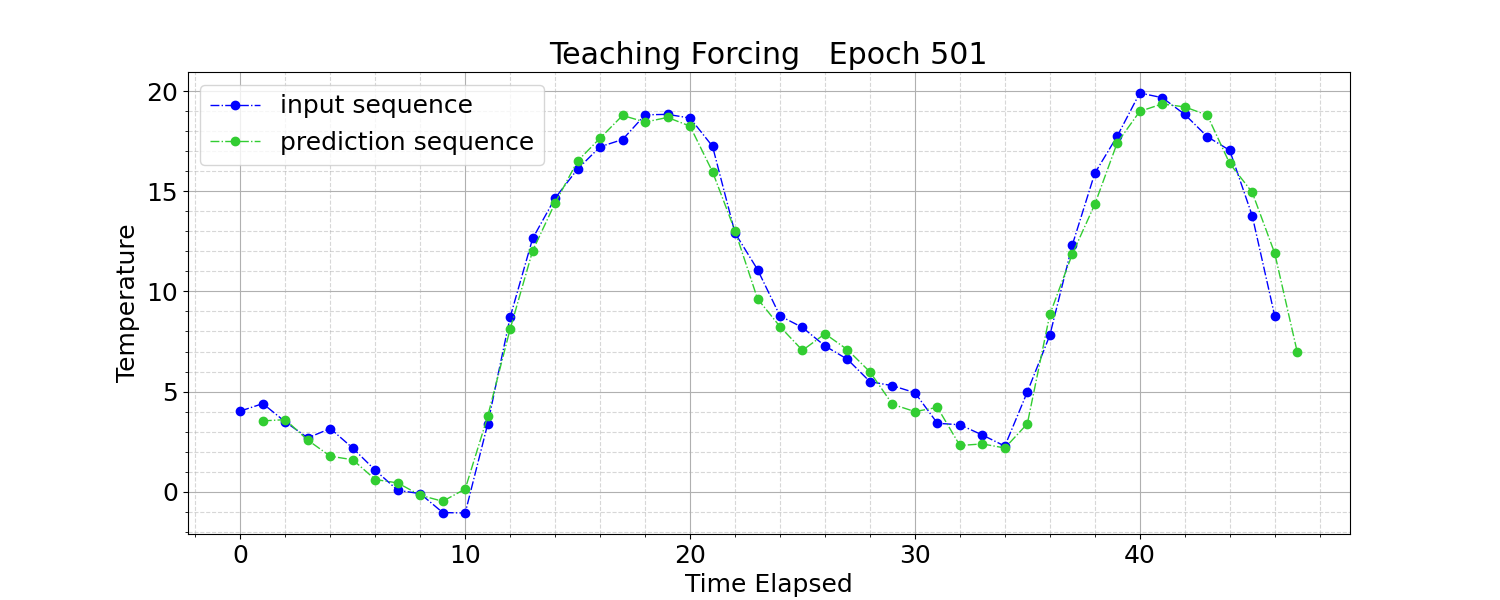 Teaching Forcing   Epoch 501
input sequence
prediction sequence
Temperature
20
15
10
5
0
0 10 20 30 40
Time Elapsed